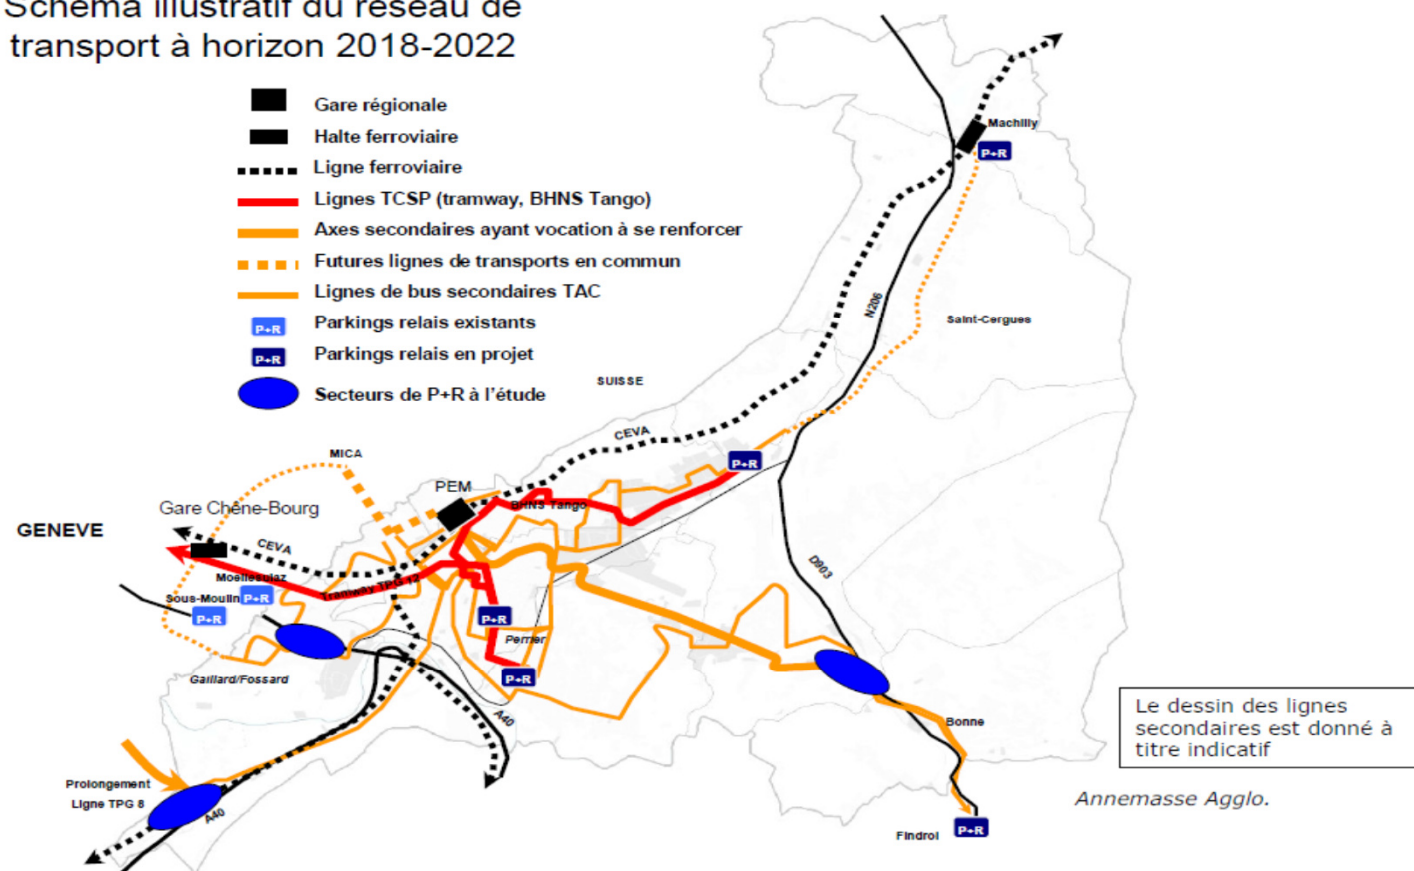 Schéma illustratif du réseau de
transport à horizon 2018-2022
Gare régionale
Halte ferroviaire
Ligne ferroviaire
Lignes TCSP (tramway, BHNS Tango)
Axes secondaires ayant vocation à se renforcer
Futures lignes de transports en commun
Lignes de bus secondaires TAC
P+R Parkings relais existants
P+R Parkings relais en projet
Secteurs de P+R à l'étude
Machilly
P+R
N206
Saint-Cergues
SUISSE
CEVA
MICA
P+R
PEM
Gare Chêne-Bourg
BHNS Tango
GENEVE
CEVA
D903
Moëllesulaz
Tramway TPG 12
Sous-Moulin
P+R
P+R
P+R
Perrier
Gaillard/Fossard
P+R
A40
Bonne
Le dessin des lignes
secondaires est donné à
titre indicatif
Prolongement
Ligne TPG 8
A40
Annemasse Agglo.
Findrol
P+R